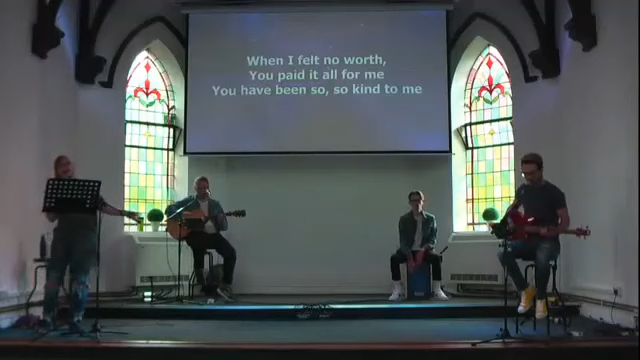 When I felt no worth,
You paid it all for me
You have been so, so kind to me